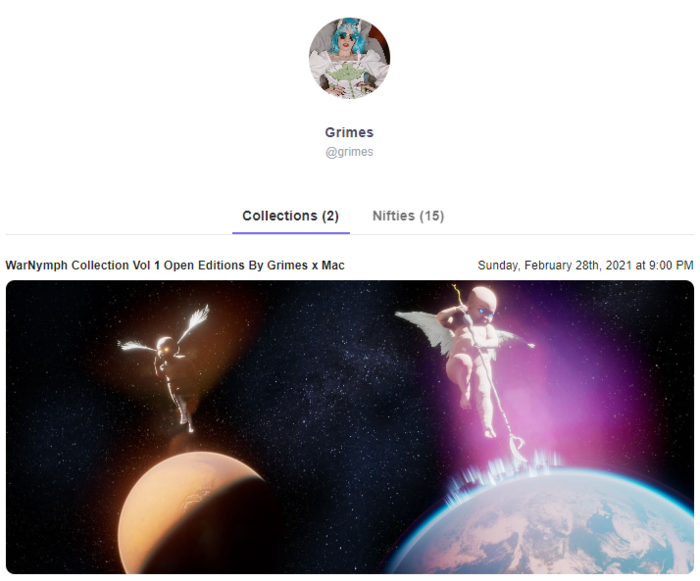 Grimes
@grimes
Collections (2) Nifties (15)
WarNymph Collection Vol 1 Open Editions By Grimes x Mac Sunday, February 28th, 2021 at 9:00 PM